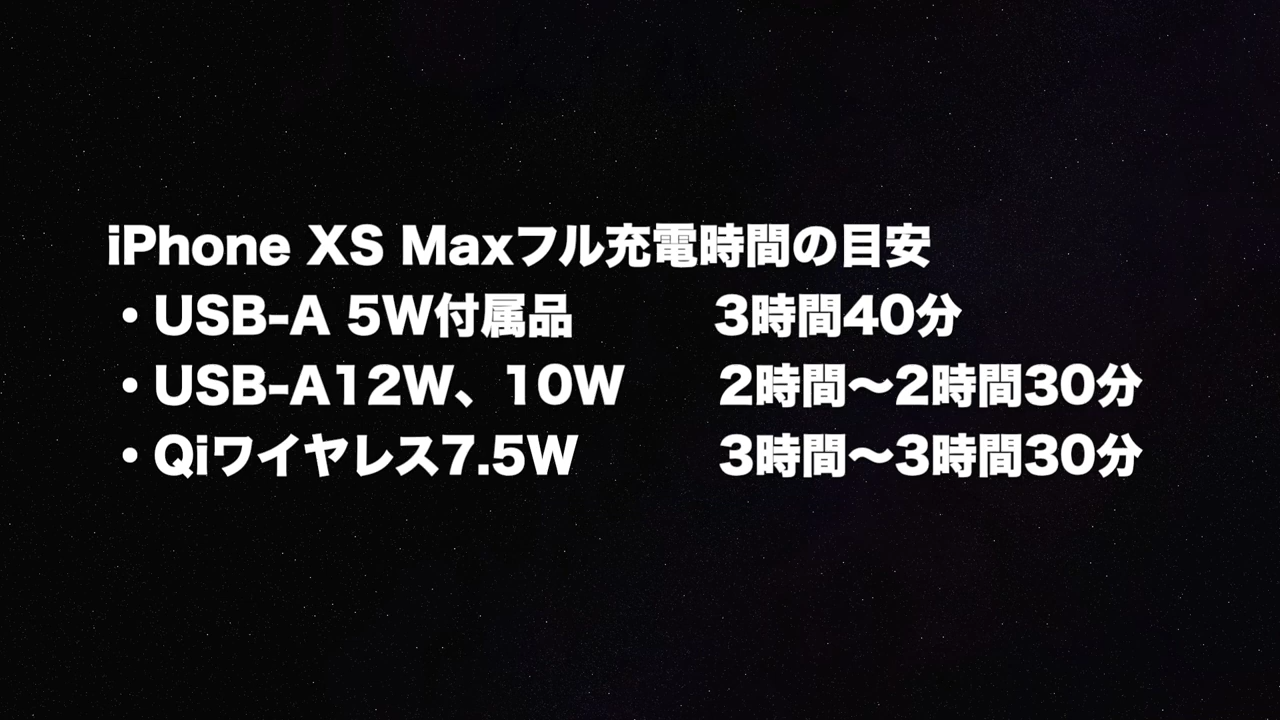 iPhone XS Maxフル充電時間の目安
・USB-A 5W付属品 3時間40分
・USB-A12W、10W 2時間〜2時間30分
・Qiワイヤレス7.5W 3時間〜3時間30分